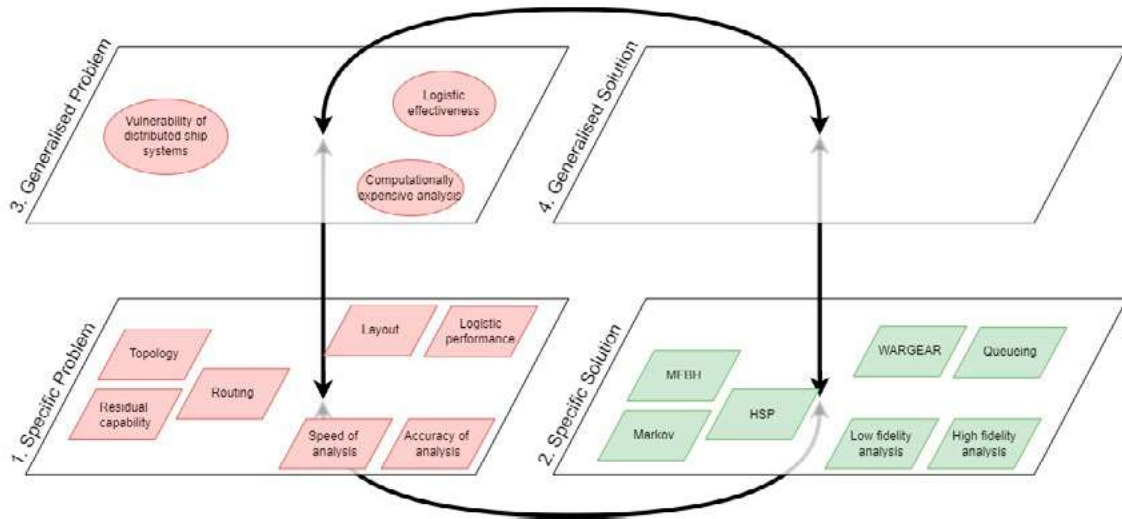 3. Generalised Problem
Vulnerability of
distributed ship
systems
Logistic
effectiveness
Computationally
expensive analysis
4. Generalised Solution
1. Specific Problem
Topology
Residual
capability
Routing
Layout
Logistic
performance
Speed of
analysis
Accuracy of
analysis
2. Specific Solution
MFBH
Markov
HSP
WARGEAR
Queueing
Low fidelity
analysis
High fidelity
analysis